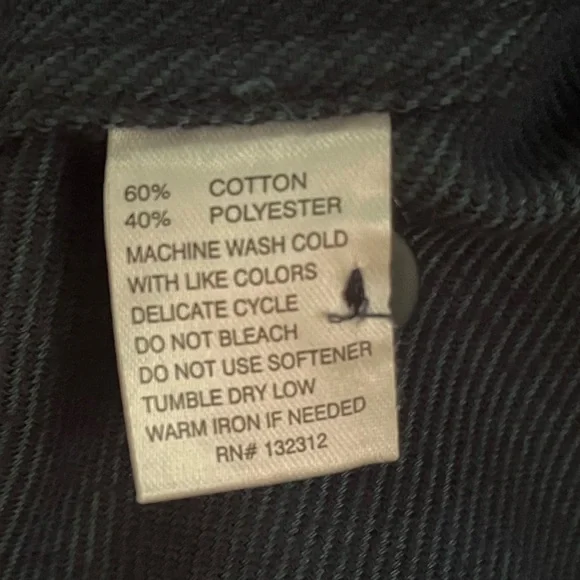 60% COTTON
40% POLYESTER
MACHINE WASH COLD
WITH LIKE COLORS
DELICATE CYCLE
DO NOT BLEACH
DO NOT USE SOFTENER
TUMBLE DRY LOW
WARM IRON IF NEEDED
RN# 132312